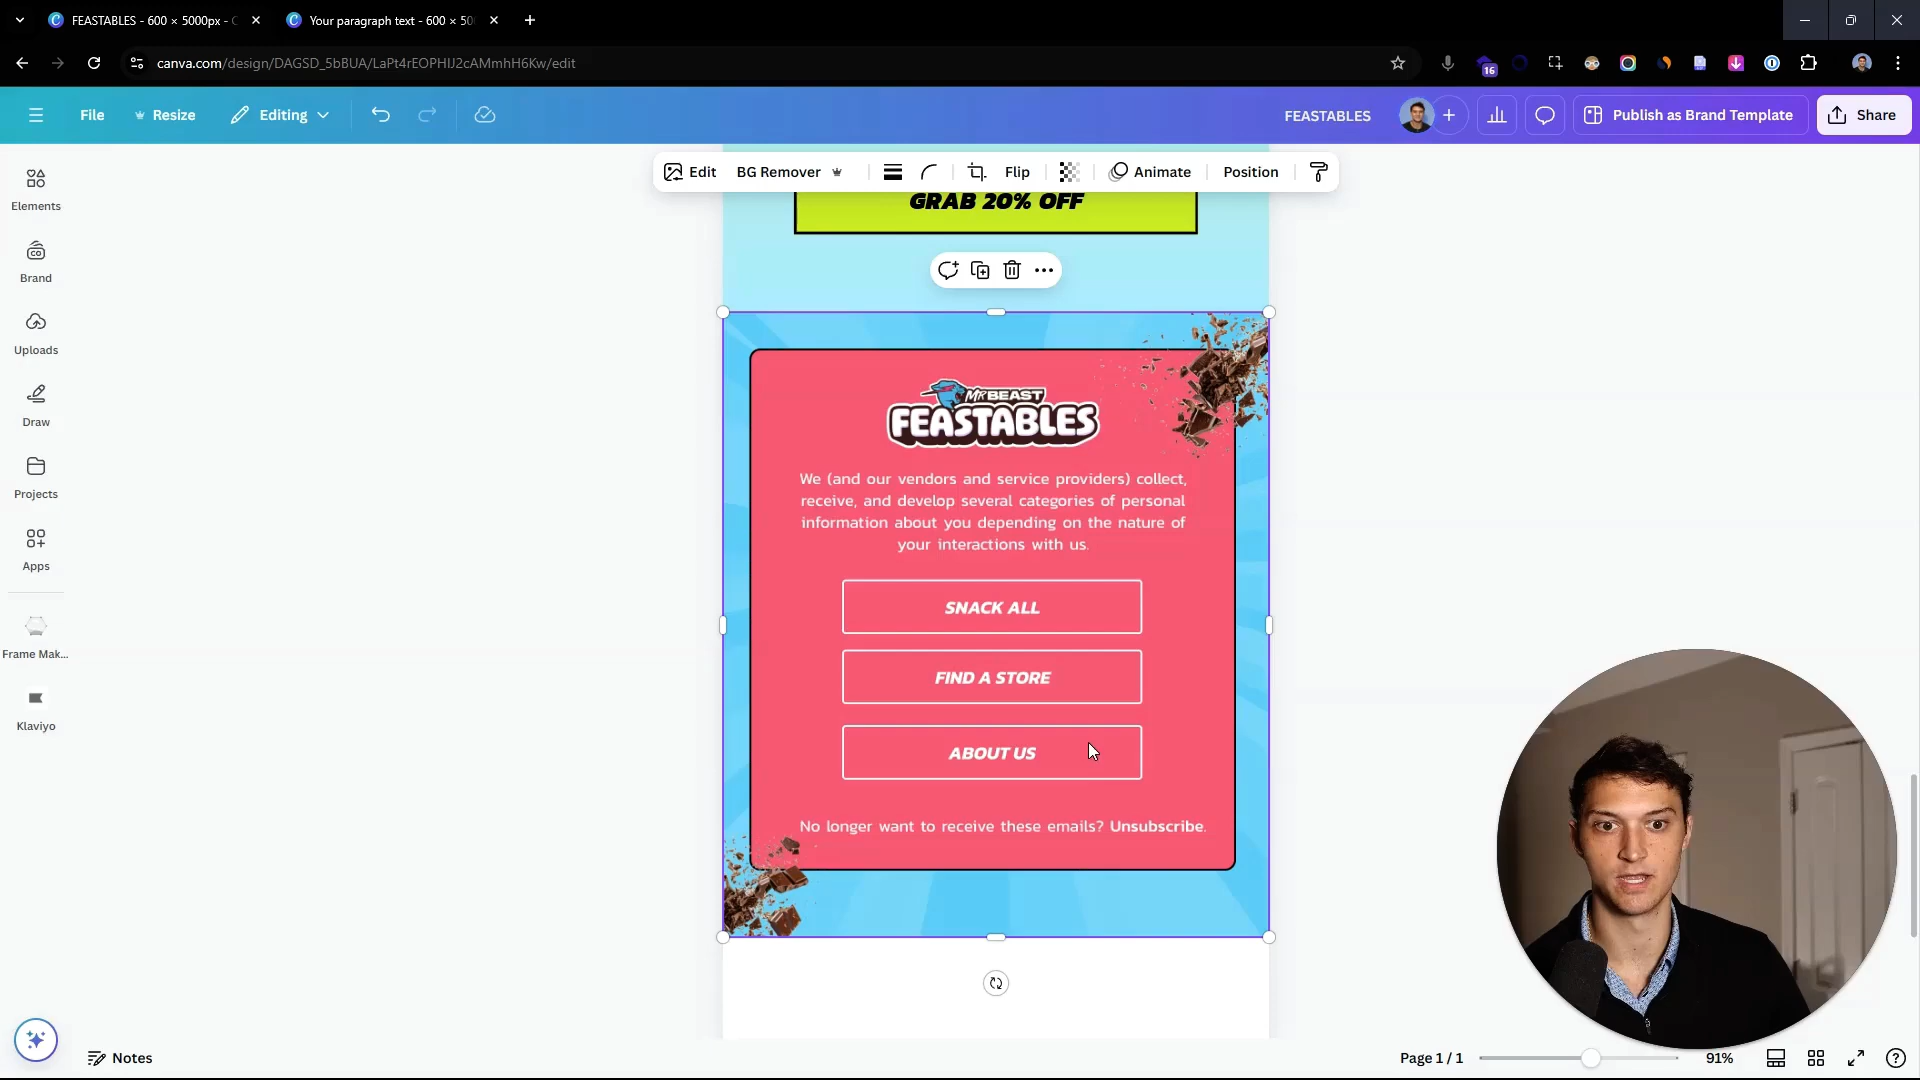 FEASTABLES - 600 × 5000px - C
Your paragraph text - 600 × 50
canva.com/design/DAGSD_5bBUA/LaPt4rEOPHIJ2cAMmhH6Kw/edit
16
File
Resize
Editing
FEASTABLES
Publish as Brand Template
Share
Edit
BG Remover
Flip
Animate
Position
Elements
Brand
Uploads
Draw
Projects
Apps
Frame Mak...
Klaviyo
GRAB 20% OFF
MRBEAST
FEASTABLES
We (and our vendors and service providers) collect,
receive, and develop several categories of personal
information about you depending on the nature of
your interactions with us.
SNACK ALL
FIND A STORE
ABOUT US
No longer want to receive these emails? Unsubscribe.
Notes
Page 1 / 1
91%